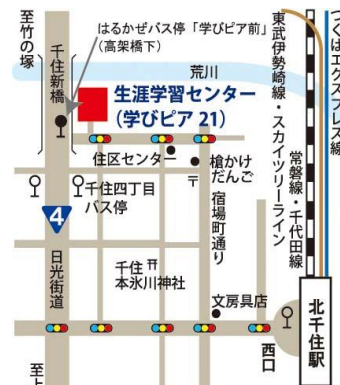 至竹の塚
はるかぜバス停「学びピア前」
(高架橋下)
千住新橋
荒川
生涯学習センター
(学びピア 21)
東武伊勢崎線・スカイツリーライン
つくばエクスプレス線
常磐線・千代田線
住区センター
槍かけ
だんご
千住四丁目
バス停
4
日光街道
宿場町通り
千住
本氷川神社
文房具店
北千住駅
西口
至上